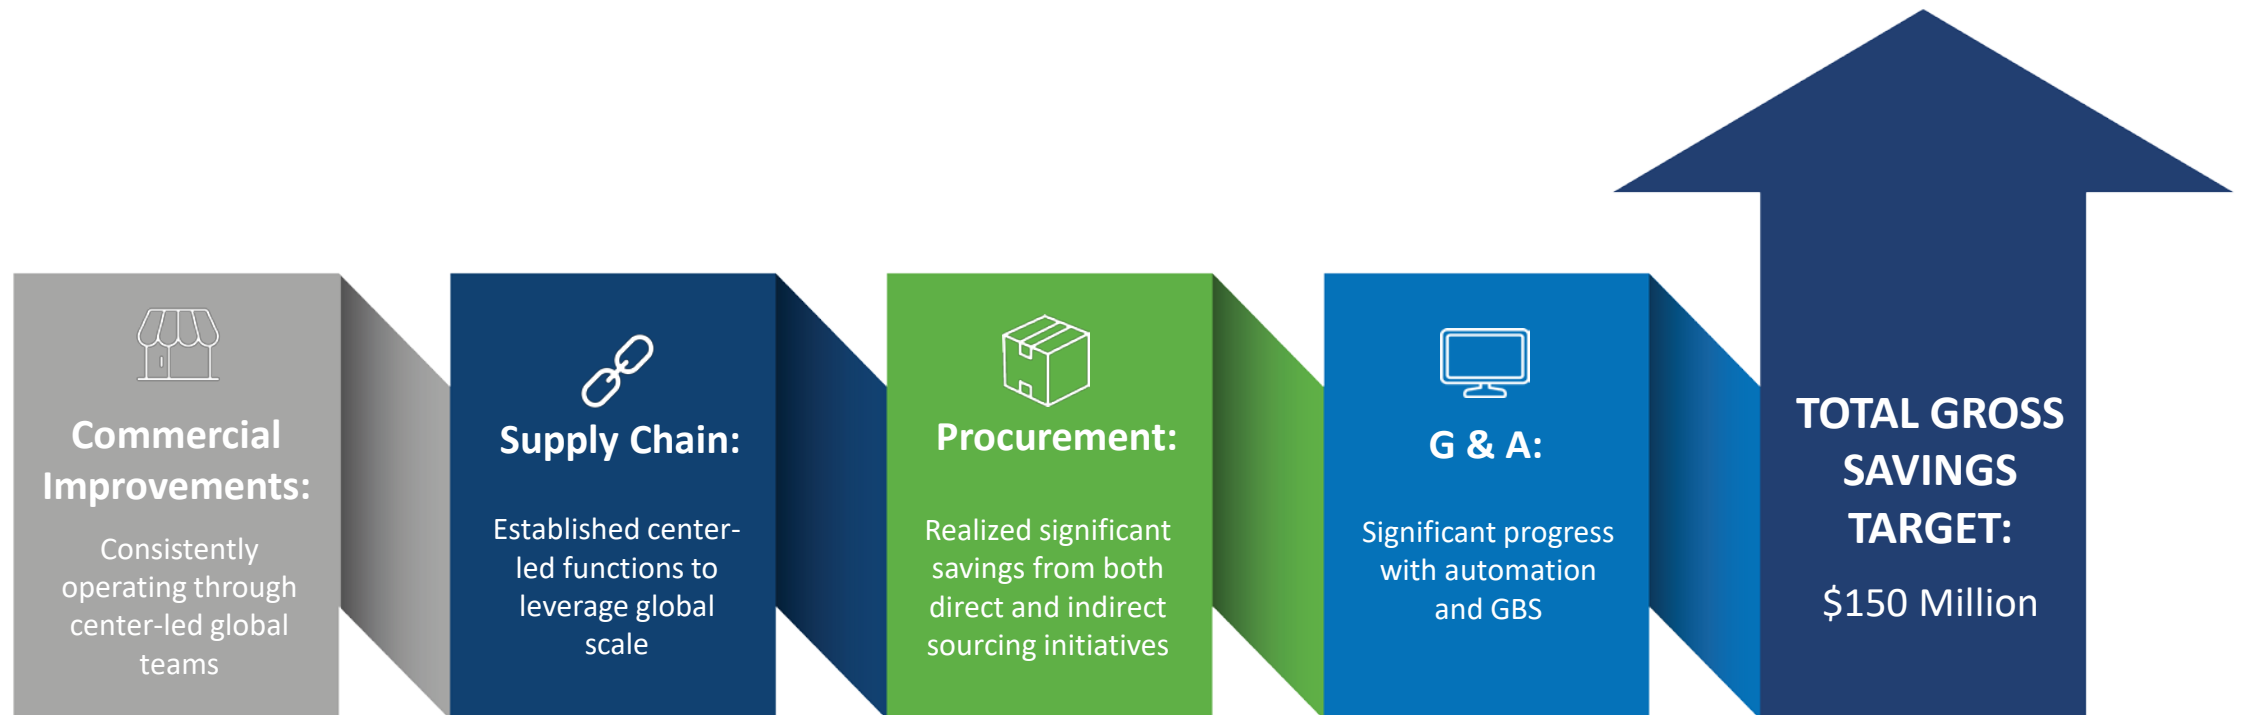 Commercial
Improvements:
Consistently
operating through
center-led global
teams
Supply Chain:
Established center-
led functions to
leverage global
scale
Procurement:
Realized significant
savings from both
direct and indirect
sourcing initiatives
G & A:
Significant progress
with automation
and GBS
TOTAL GROSS
SAVINGS
TARGET:
$150 Million